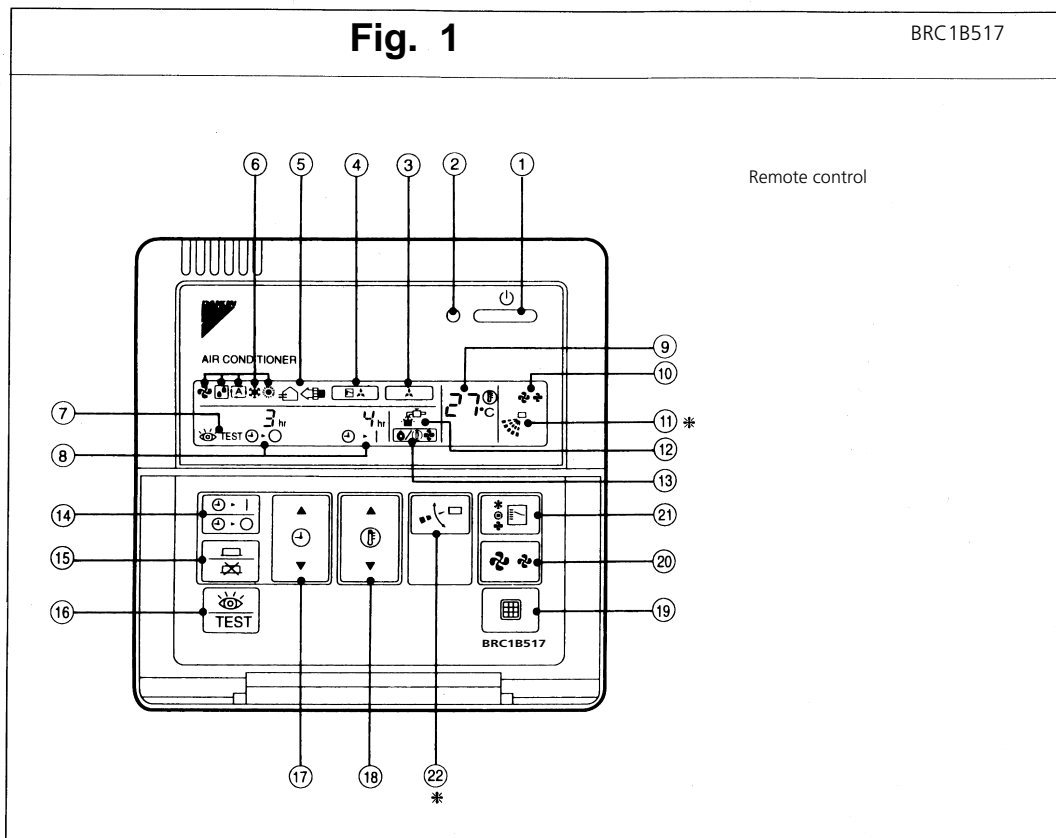 Fig. 1
BRC1B517
Remote control
6 5 4 3 2 1
DAIKIN
AIR CONDITIONER
9
10
7
3 hr
4 hr
27°C
11 ⁕
TEST
8
12
13
14
21
15
20
16
TEST
19
BRC1B517
17 18 22
⁕